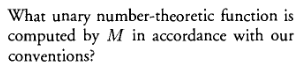 What unary number-theoretic function is
computed by M in accordance with our
conventions?